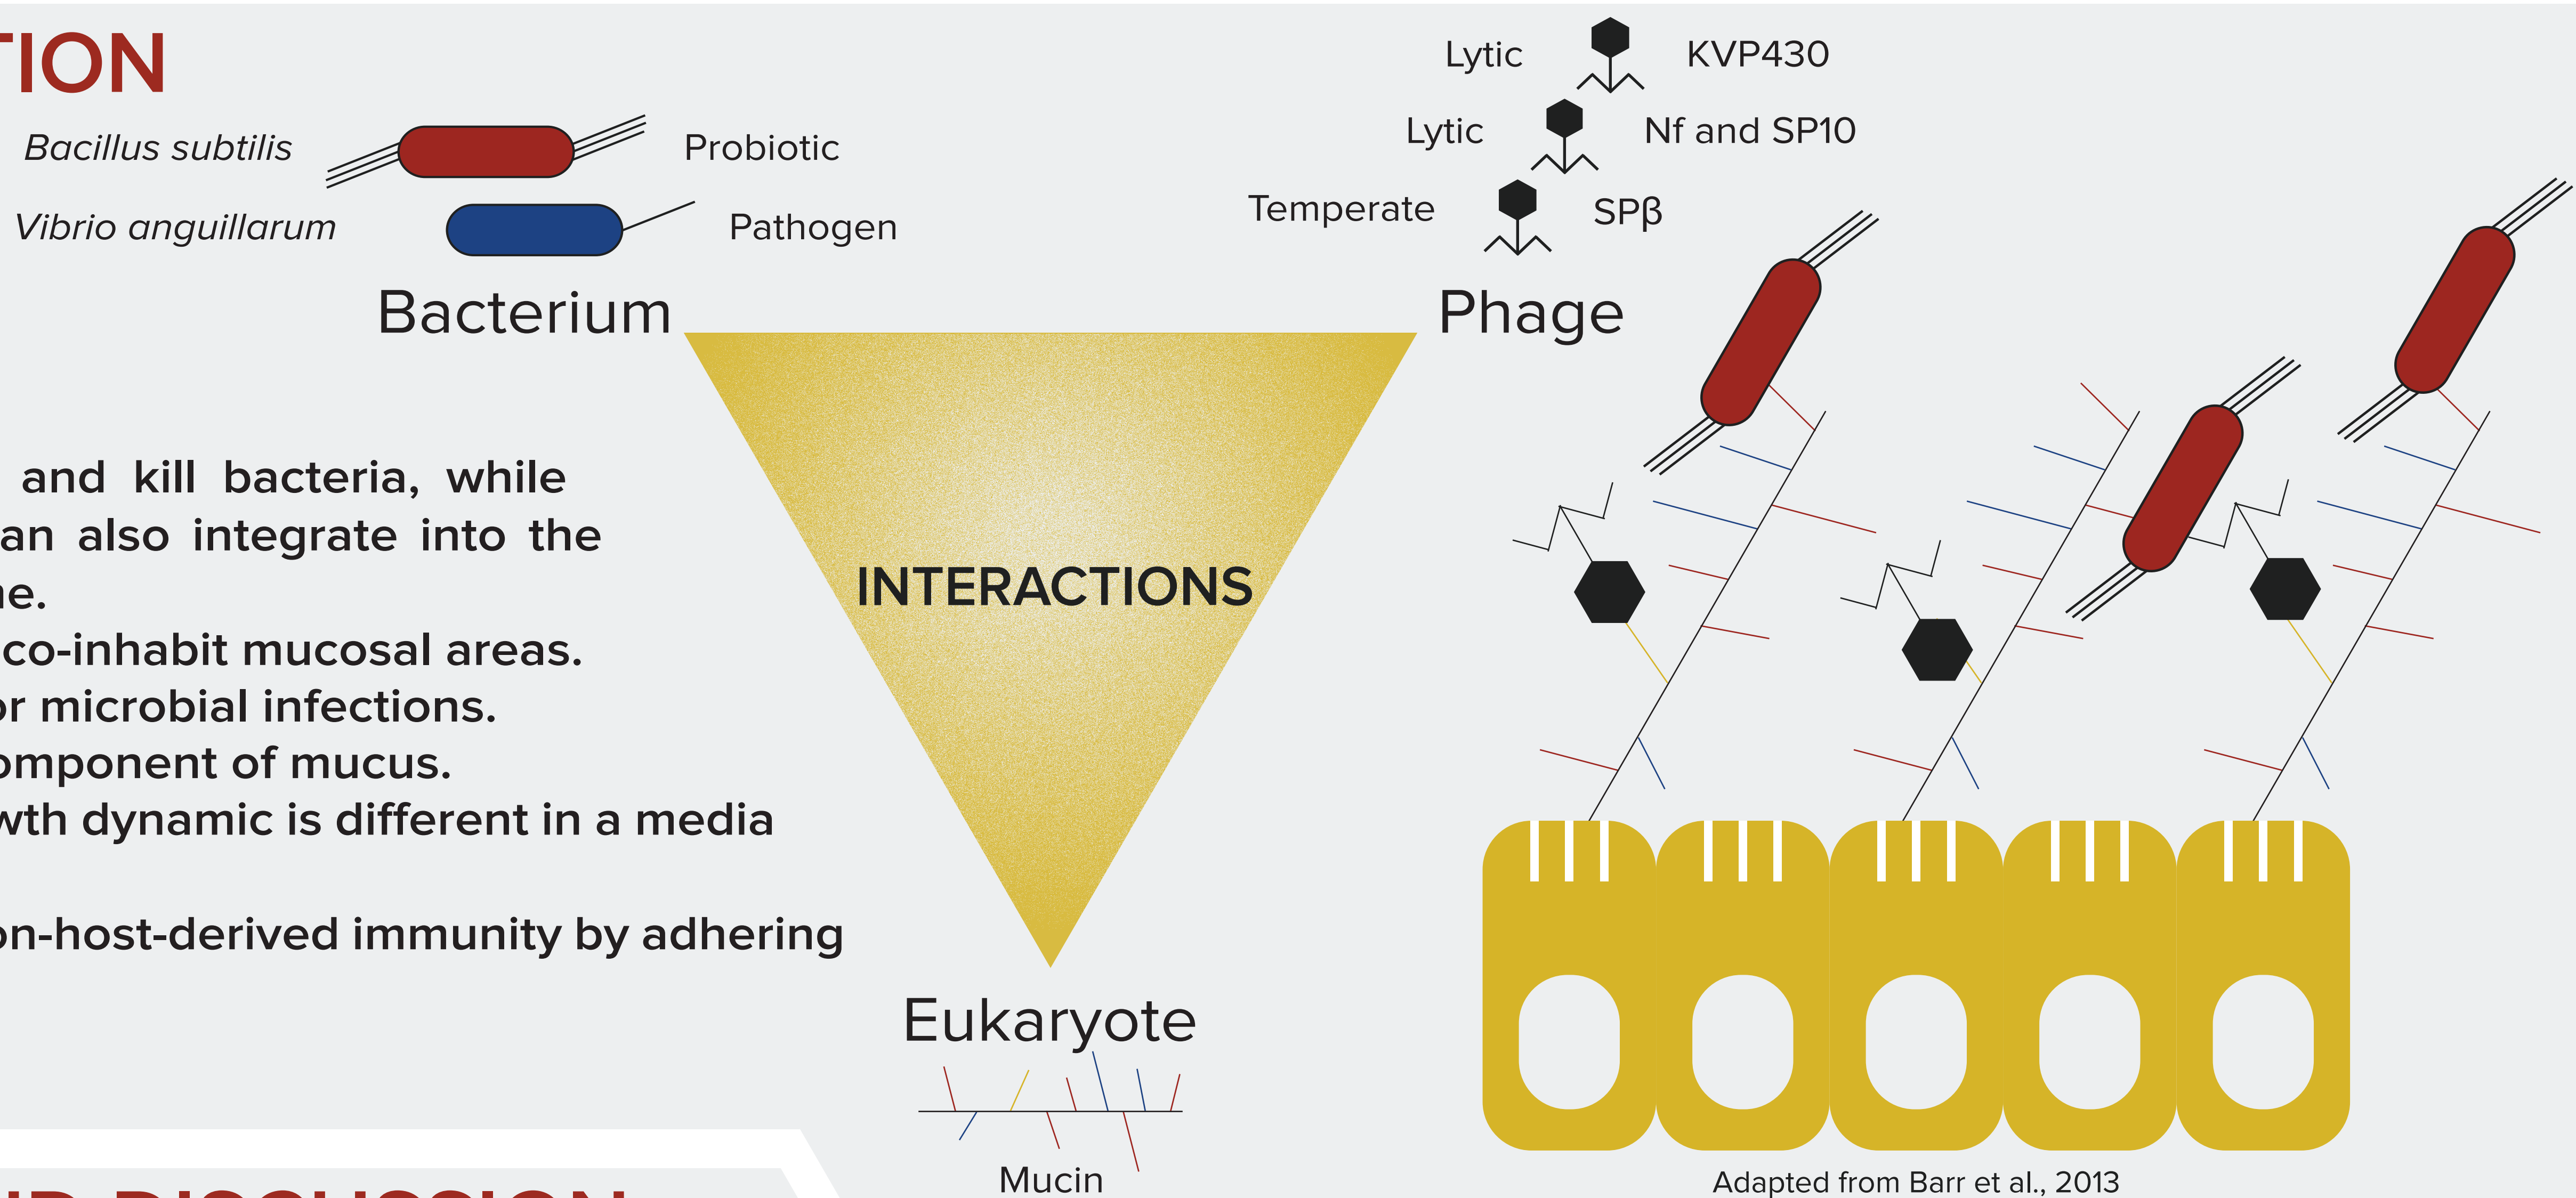 TION
Bacillus subtilis
Probiotic
Vibrio anguillarum
Pathogen
Bacterium
Lytic
KVP430
Lytic
Nf and SP10
Temperate
SPβ
Phage
and kill bacteria, while
an also integrate into the
e.
co-inhabit mucosal areas.
or microbial infections.
omponent of mucus.
wth dynamic is different in a media
on-host-derived immunity by adhering
INTERACTIONS
Eukaryote
Mucin
Adapted from Barr et al., 2013
DISCUSSION